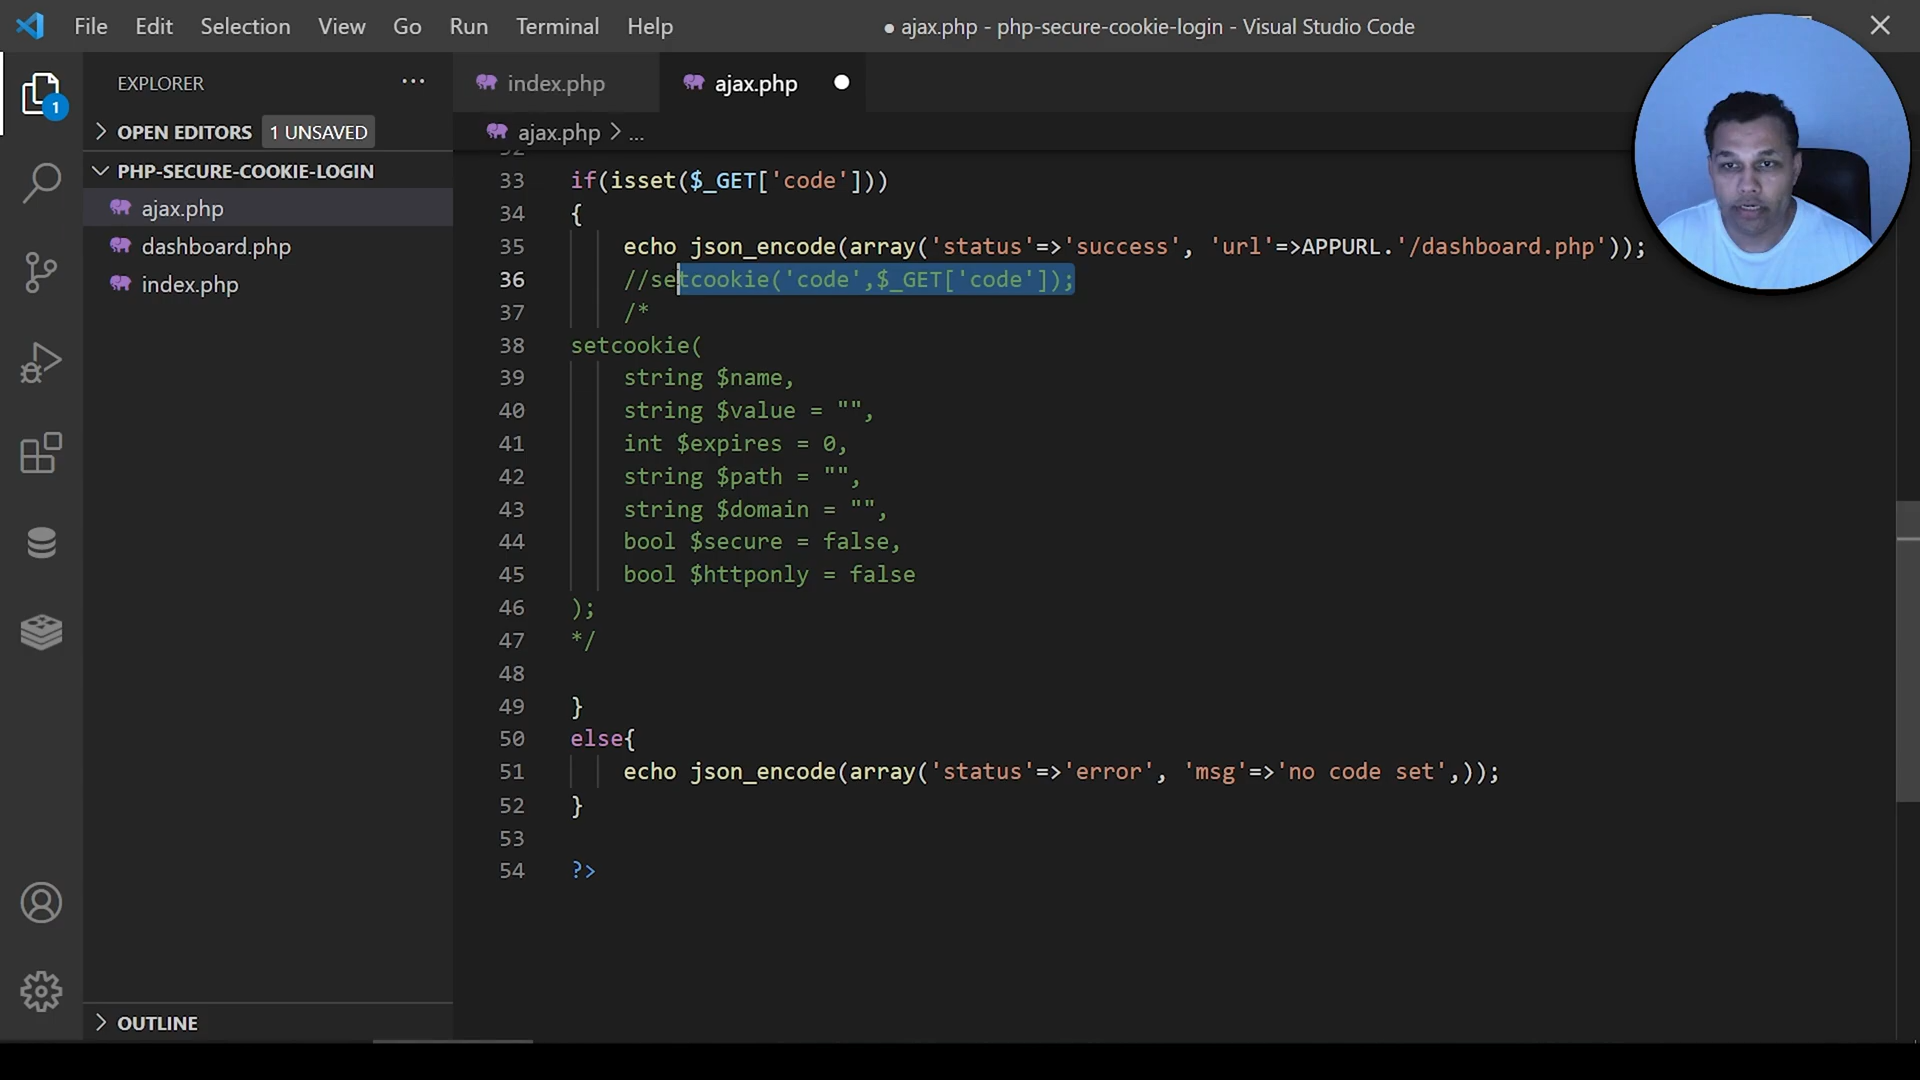 File Edit Selection View Go Run Terminal Help ● ajax.php - php-secure-cookie-login - Visual Studio Code
EXPLORER ...
index.php
ajax.php
1
OPEN EDITORS 1 UNSAVED
ajax.php > ...
PHP-SECURE-COOKIE-LOGIN
ajax.php
dashboard.php
index.php
33 if(isset($_GET['code']))
34 {
35 echo json_encode(array('status'=>'success', 'url'=>APPURL.'/dashboard.php'));
36 //setcookie('code',$_GET['code']);
37 /*
38 setcookie(
39 string $name,
40 string $value = "",
41 int $expires = 0,
42 string $path = "",
43 string $domain = "",
44 bool $secure = false,
45 bool $httponly = false
46 );
47 */
48
49 }
50 else{
51 echo json_encode(array('status'=>'error', 'msg'=>'no code set',));
52 }
53
54 ?>
OUTLINE